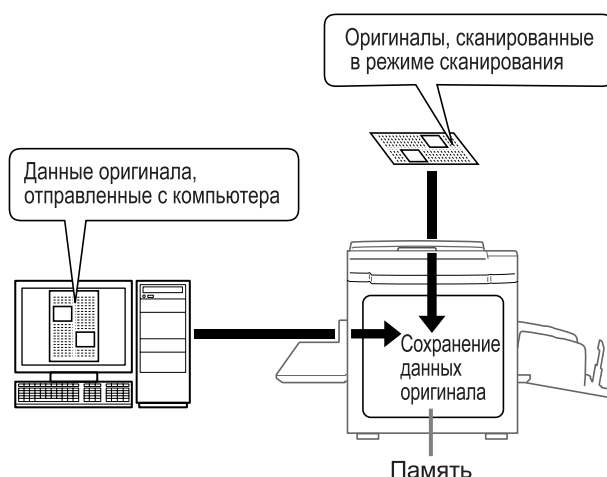 Оригиналы, сканированные
в режиме сканирования
Данные оригинала,
отправленные с компьютера
Сохранение
данных
оригинала
Память